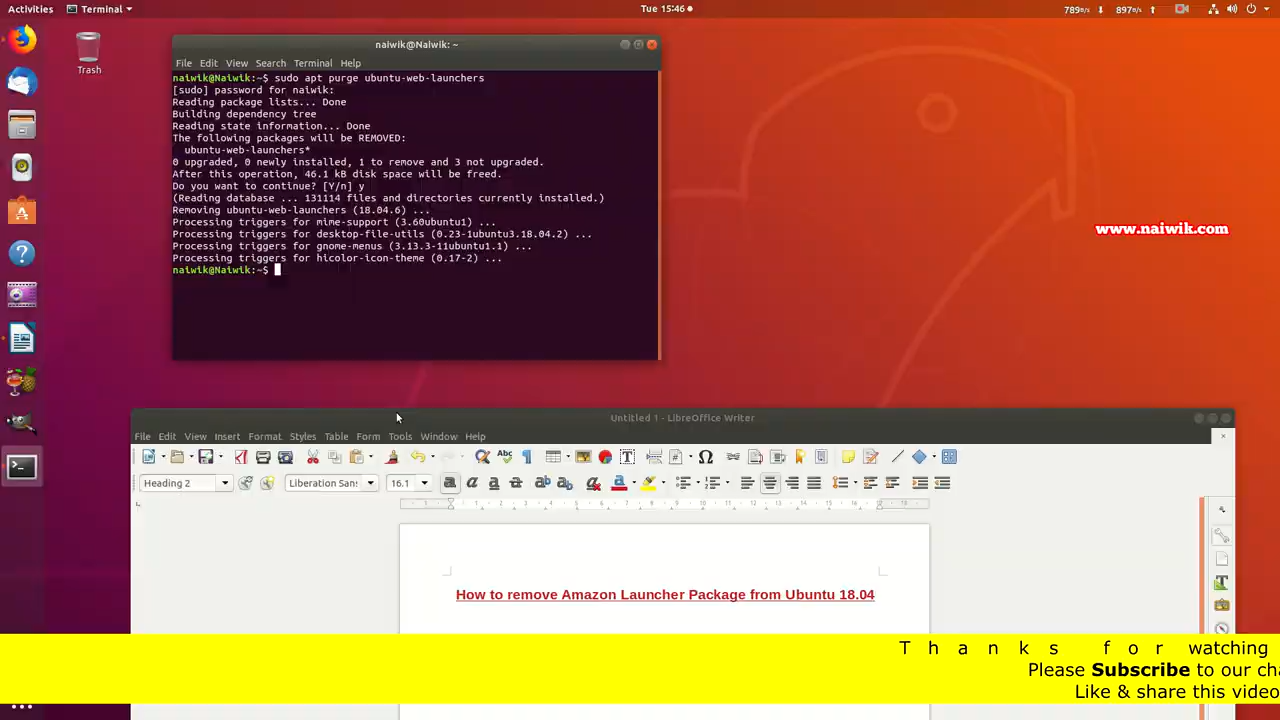 Activities Terminal Tue 15:46 789B/s 897B/s
Trash
naiwik@Naiwik: ~
File Edit View Search Terminal Help
naiwik@Naiwik:~$ sudo apt purge ubuntu-web-launchers
[sudo] password for naiwik:
Reading package lists... Done
Building dependency tree
Reading state information... Done
The following packages will be REMOVED:
ubuntu-web-launchers*
0 upgraded, 0 newly installed, 1 to remove and 3 not upgraded.
After this operation, 46.1 kB disk space will be freed.
Do you want to continue? [Y/n] y
(Reading database ... 131114 files and directories currently installed.)
Removing ubuntu-web-launchers (18.04.6) ...
Processing triggers for mime-support (3.60ubuntu1) ...
Processing triggers for desktop-file-utils (0.23-1ubuntu3.18.04.2) ...
Processing triggers for gnome-menus (3.13.3-11ubuntu1.1) ...
Processing triggers for hicolor-icon-theme (0.17-2) ...
naiwik@Naiwik:~$
www.naiwik.com
Untitled 1 - LibreOffice Writer
File Edit View Insert Format Styles Table Form Tools Window Help
Heading 2 Liberation Sans 16.1
How to remove Amazon Launcher Package from Ubuntu 18.04
Thanks for watching
Please Subscribe to our cha
Like & share this video